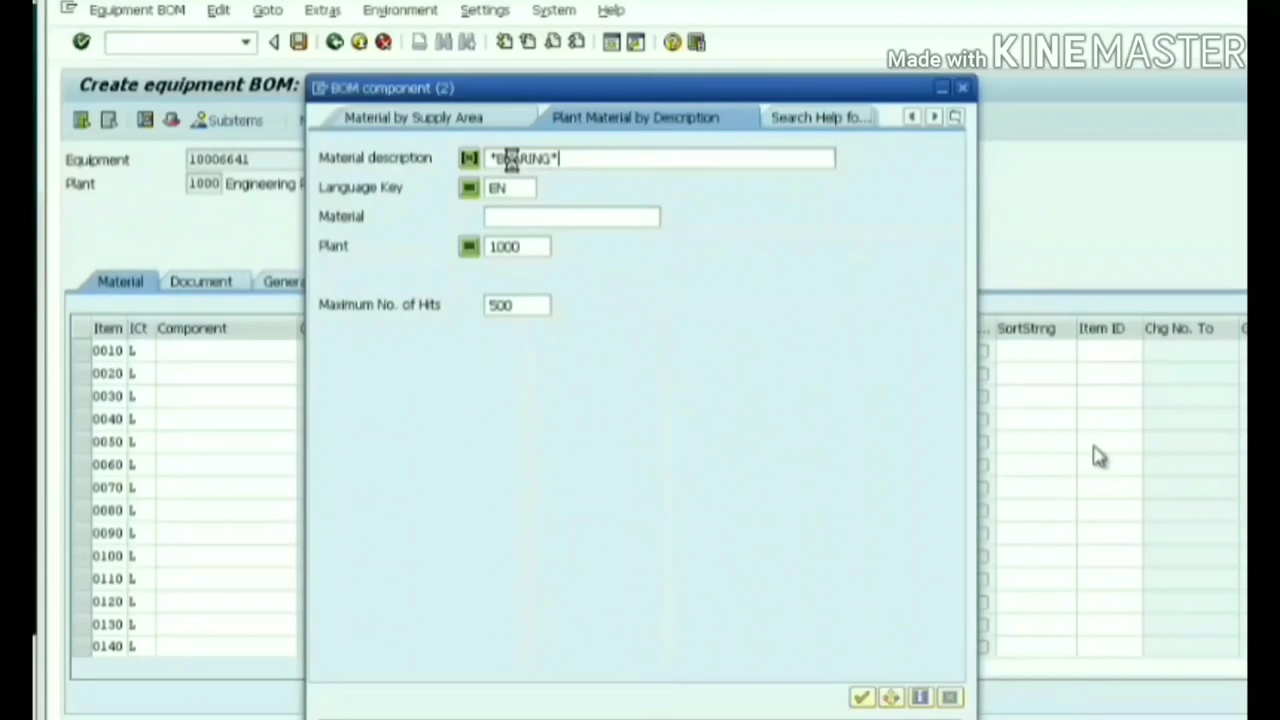 Equipment BOM Edit Goto Extras Environment Settings System Help
Made with KINEMASTER
Create equipment BOM:
BOM component (2)
Subitems
Material by Supply Area Plant Material by Description Search Help fo...
Equipment 10006641
Plant 1000 Engineering
Material description *BEARING*
Language Key EN
Material
Plant 1000
Maximum No. of Hits 500
Material Document Gener
Item ICt Component ... SortStrng Item ID Chg No. To
0010 L
0020 L
0030 L
0040 L
0050 L
0060 L
0070 L
0080 L
0090 L
0100 L
0110 L
0120 L
0130 L
0140 L